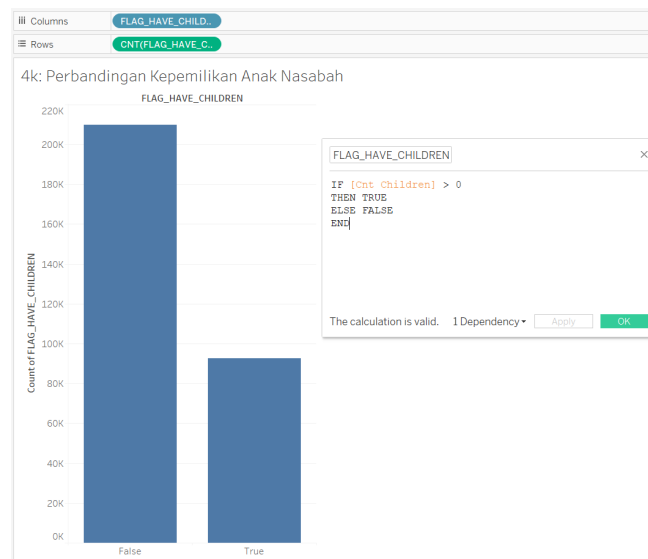 Columns
FLAG_HAVE_CHILD..
Rows
CNT(FLAG_HAVE_C..
4k: Perbandingan Kepemilikan Anak Nasabah
FLAG_HAVE_CHILDREN
220K
200K
180K
160K
140K
120K
100K
80K
60K
40K
20K
0K
Count of FLAG_HAVE_CHILDREN
False
True
FLAG_HAVE_CHILDREN
IF [Cnt Children] > 0
THEN TRUE
ELSE FALSE
END
The calculation is valid.
1 Dependency
Apply
OK